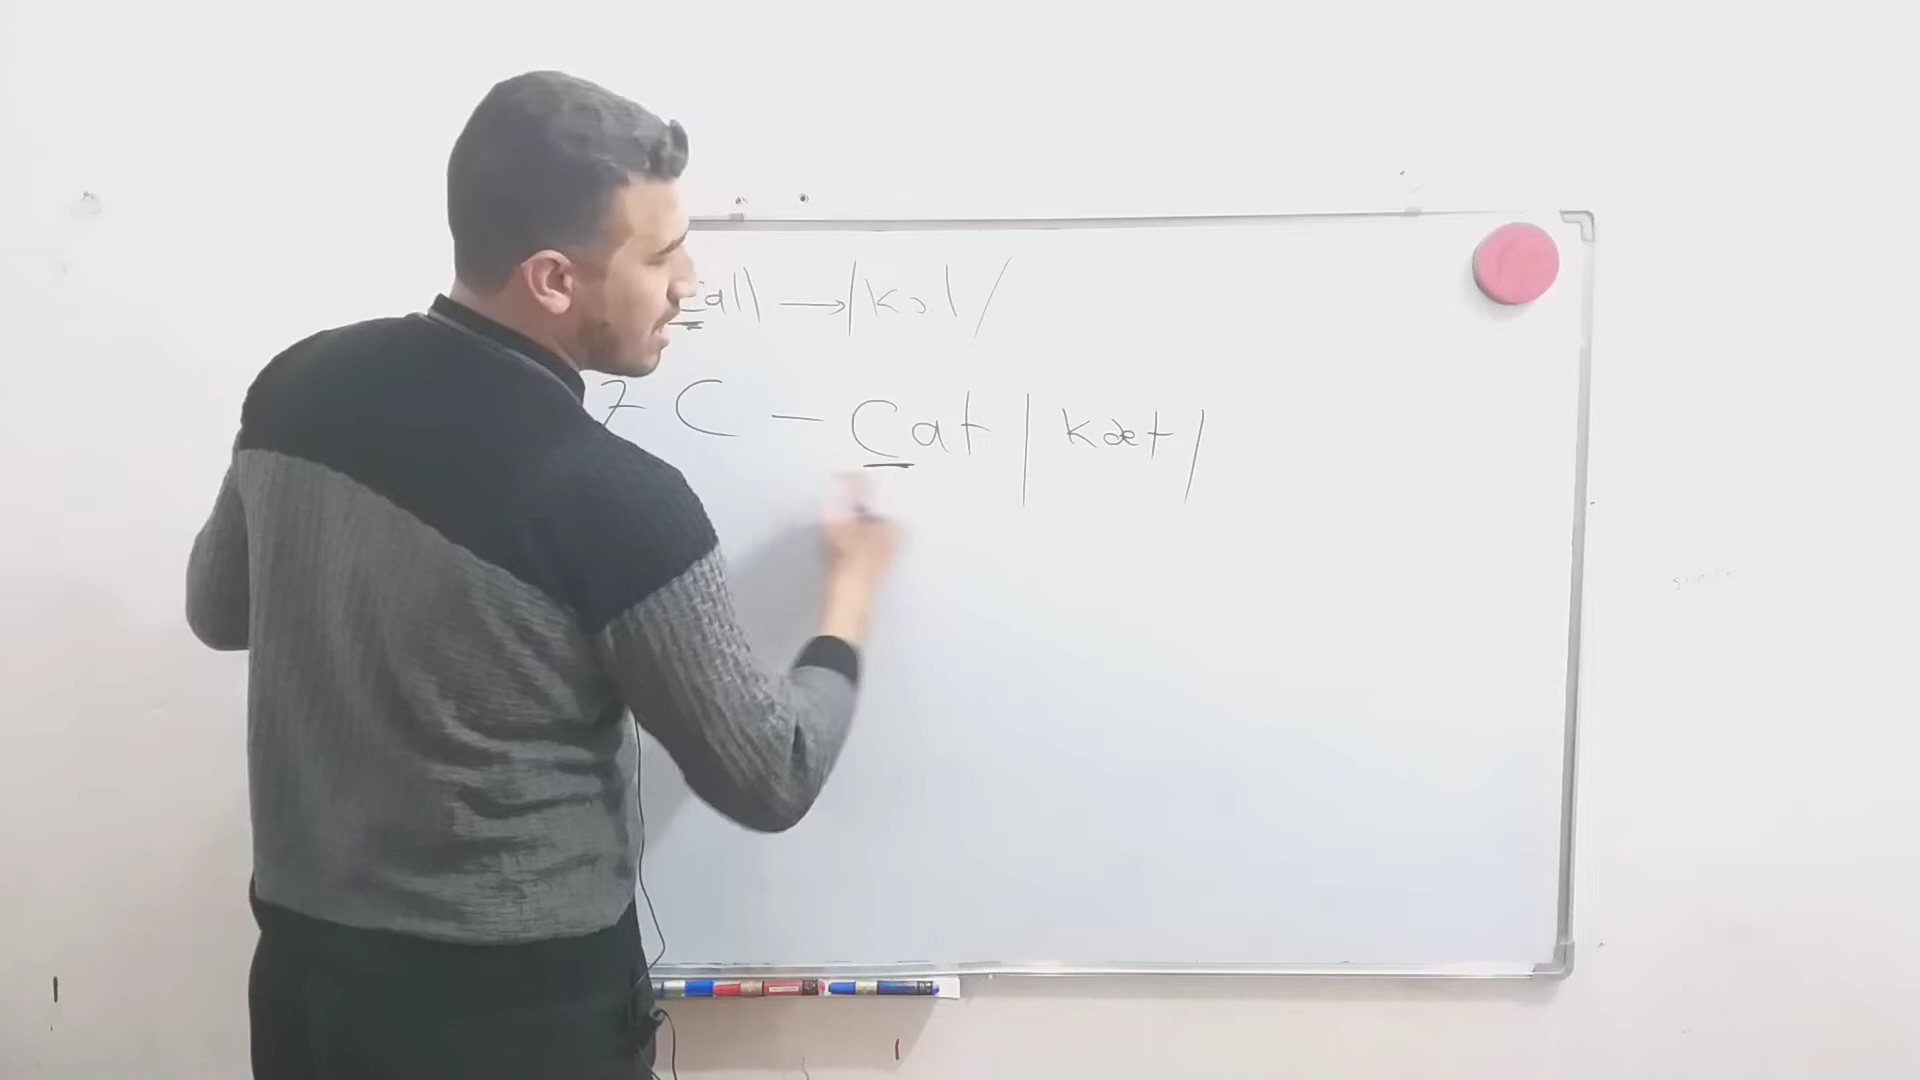 Call → /kɔl/
7 C - Cat /kæt/